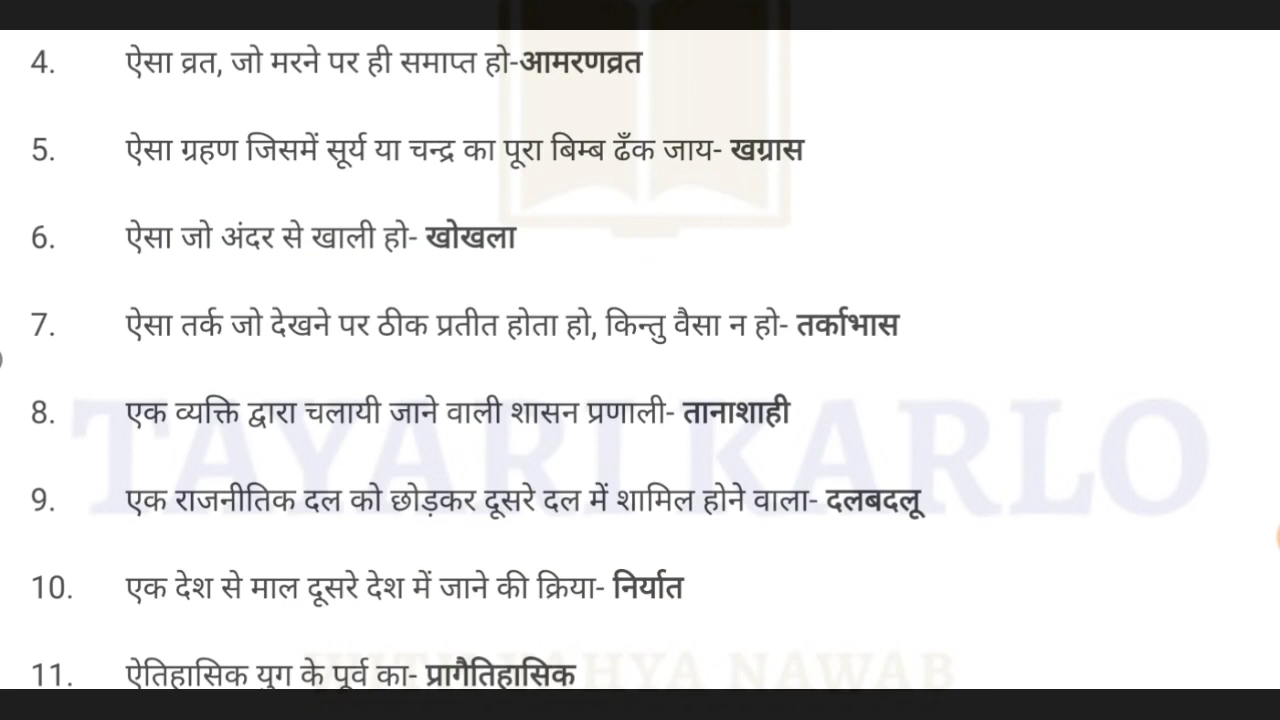 4. ऐसा व्रत, जो मरने पर ही समाप्त हो-आमरणव्रत
5. ऐसा ग्रहण जिसमें सूर्य या चन्द्र का पूरा बिम्ब ढँक जाय- खग्रास
6. ऐसा जो अंदर से खाली हो- खोखला
7. ऐसा तर्क जो देखने पर ठीक प्रतीत होता हो, किन्तु वैसा न हो- तर्काभास
8. एक व्यक्ति द्वारा चलायी जाने वाली शासन प्रणाली- तानाशाही
TAYARI KARLO
9. एक राजनीतिक दल को छोड़कर दूसरे दल में शामिल होने वाला- दलबदलू
10. एक देश से माल दूसरे देश में जाने की क्रिया- निर्यात
11. ऐतिहासिक युग के पूर्व का- प्रागैतिहासिक
NAWAB